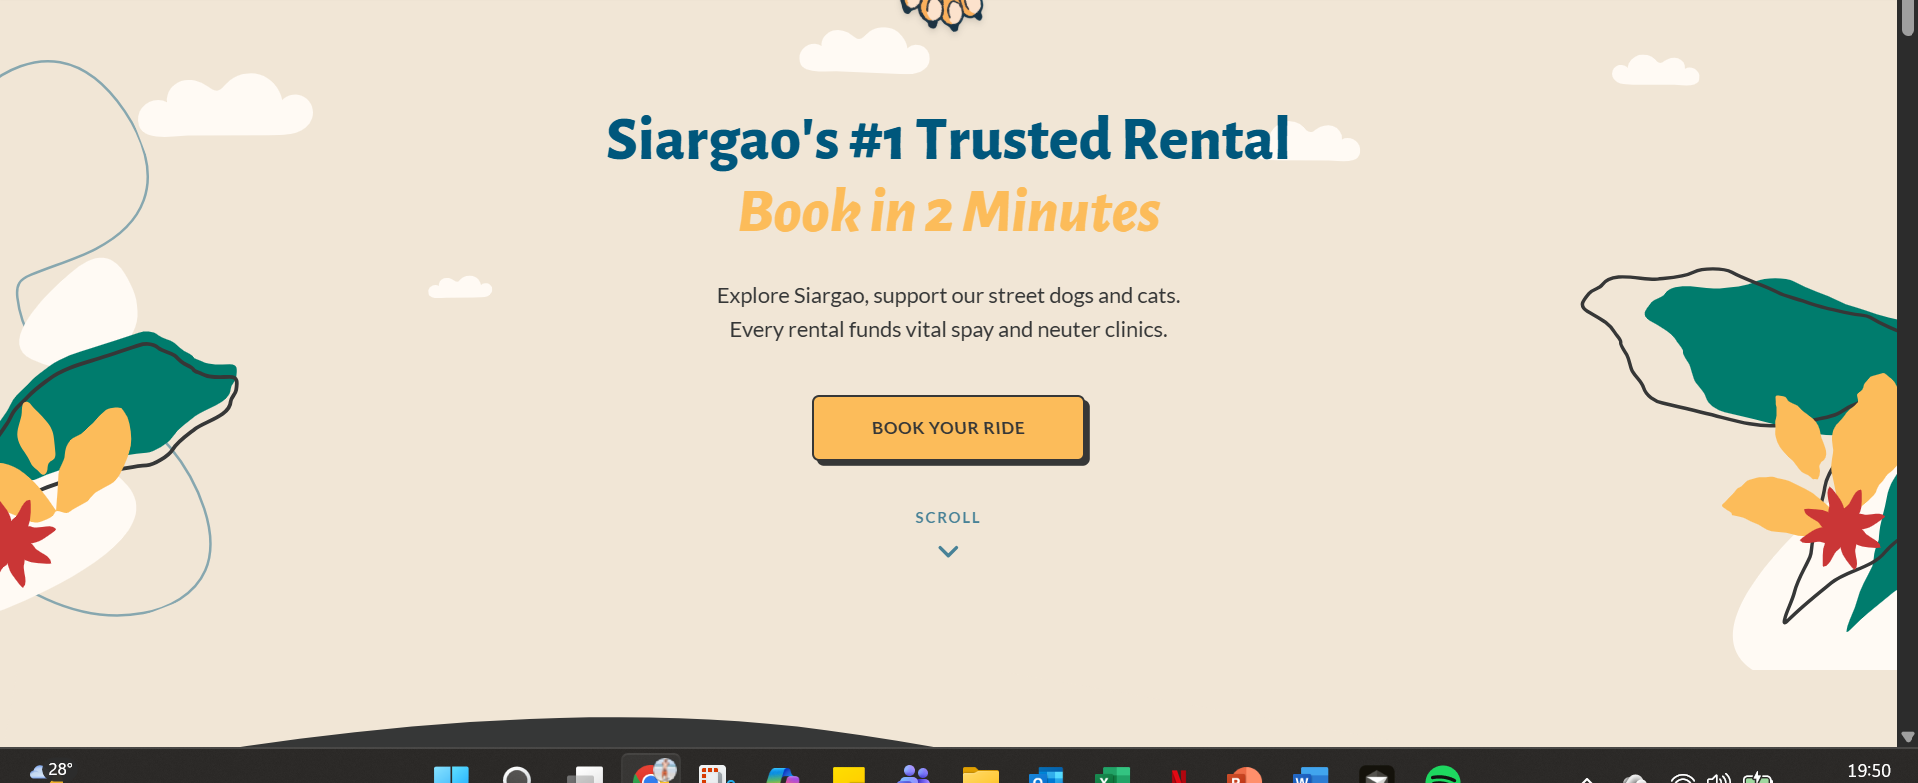 Siargao's #1 Trusted Rental
Book in 2 Minutes
Explore Siargao, support our street dogs and cats.
Every rental funds vital spay and neuter clinics.
BOOK YOUR RIDE
SCROLL
28°
19:50